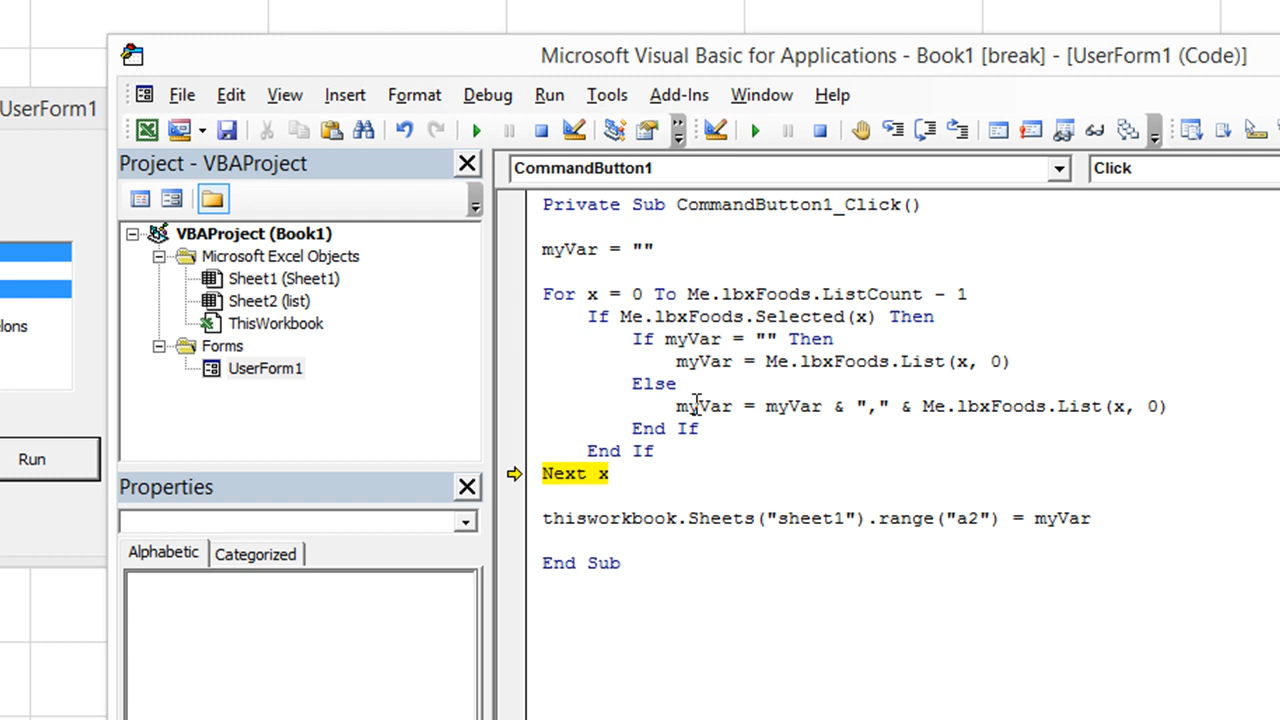 Microsoft Visual Basic for Applications - Book1 [break] - [UserForm1 (Code)]
UserForm1
File Edit View Insert Format Debug Run Tools Add-Ins Window Help
Project - VBAProject
CommandButton1
Click
VBAProject (Book1)
Microsoft Excel Objects
Sheet1 (Sheet1)
Sheet2 (list)
ThisWorkbook
Forms
UserForm1
Private Sub CommandButton1_Click()
myVar = ""
For x = 0 To Me.lbxFoods.ListCount - 1
If Me.lbxFoods.Selected(x) Then
If myVar = "" Then
myVar = Me.lbxFoods.List(x, 0)
Else
myVar = myVar & "," & Me.lbxFoods.List(x, 0)
End If
End If
Next x
thisworkbook.Sheets("sheet1").range("a2") = myVar
End Sub
elons
Run
Properties
Alphabetic Categorized